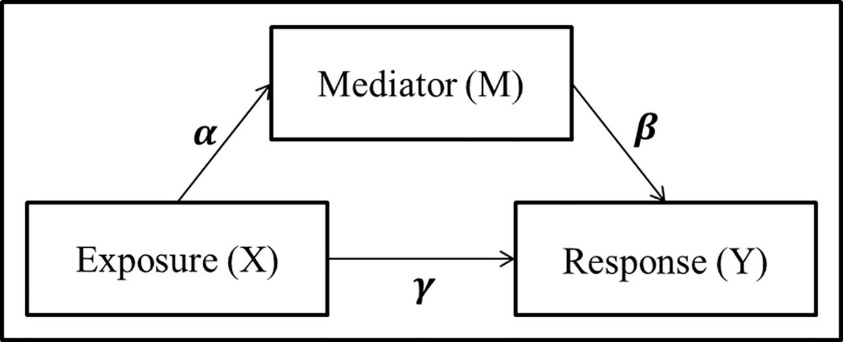 Mediator (M)
α
β
Exposure (X)
Response (Y)
γ